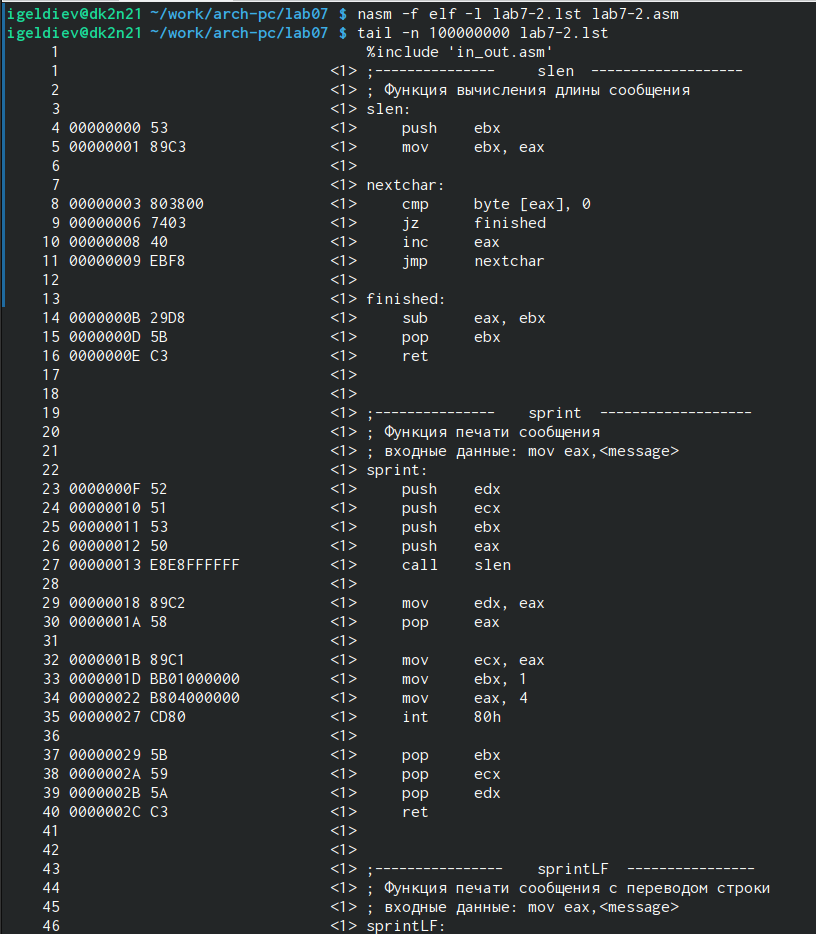 igeldiev@dk2n21 ~/work/arch-pc/lab07 $ nasm -f elf -l lab7-2.lst lab7-2.asm
igeldiev@dk2n21 ~/work/arch-pc/lab07 $ tail -n 100000000 lab7-2.lst
     1                                  %include 'in_out.asm'
     1                              <1> ;---------------     slen  -------------------
     2                              <1> ; Функция вычисления длины сообщения
     3                              <1> slen:
     4 00000000 53                  <1>     push    ebx
     5 00000001 89C3                <1>     mov     ebx, eax
     6                              <1>
     7                              <1> nextchar:
     8 00000003 803800              <1>     cmp     byte [eax], 0
     9 00000006 7403                <1>     jz      finished
    10 00000008 40                  <1>     inc     eax
    11 00000009 EBF8                <1>     jmp     nextchar
    12                              <1>
    13                              <1> finished:
    14 0000000B 29D8                <1>     sub     eax, ebx
    15 0000000D 5B                  <1>     pop     ebx
    16 0000000E C3                  <1>     ret
    17                              <1>
    18                              <1>
    19                              <1> ;---------------    sprint  -------------------
    20                              <1> ; Функция печати сообщения
    21                              <1> ; входные данные: mov eax,<message>
    22                              <1> sprint:
    23 0000000F 52                  <1>     push    edx
    24 00000010 51                  <1>     push    ecx
    25 00000011 53                  <1>     push    ebx
    26 00000012 50                  <1>     push    eax
    27 00000013 E8E8FFFFFF          <1>     call    slen
    28                              <1>
    29 00000018 89C2                <1>     mov     edx, eax
    30 0000001A 58                  <1>     pop     eax
    31                              <1>
    32 0000001B 89C1                <1>     mov     ecx, eax
    33 0000001D BB01000000          <1>     mov     ebx, 1
    34 00000022 B804000000          <1>     mov     eax, 4
    35 00000027 CD80                <1>     int     80h
    36                              <1>
    37 00000029 5B                  <1>     pop     ebx
    38 0000002A 59                  <1>     pop     ecx
    39 0000002B 5A                  <1>     pop     edx
    40 0000002C C3                  <1>     ret
    41                              <1>
    42                              <1>
    43                              <1> ;----------------    sprintLF  ----------------
    44                              <1> ; Функция печати сообщения с переводом строки
    45                              <1> ; входные данные: mov eax,<message>
    46                              <1> sprintLF: